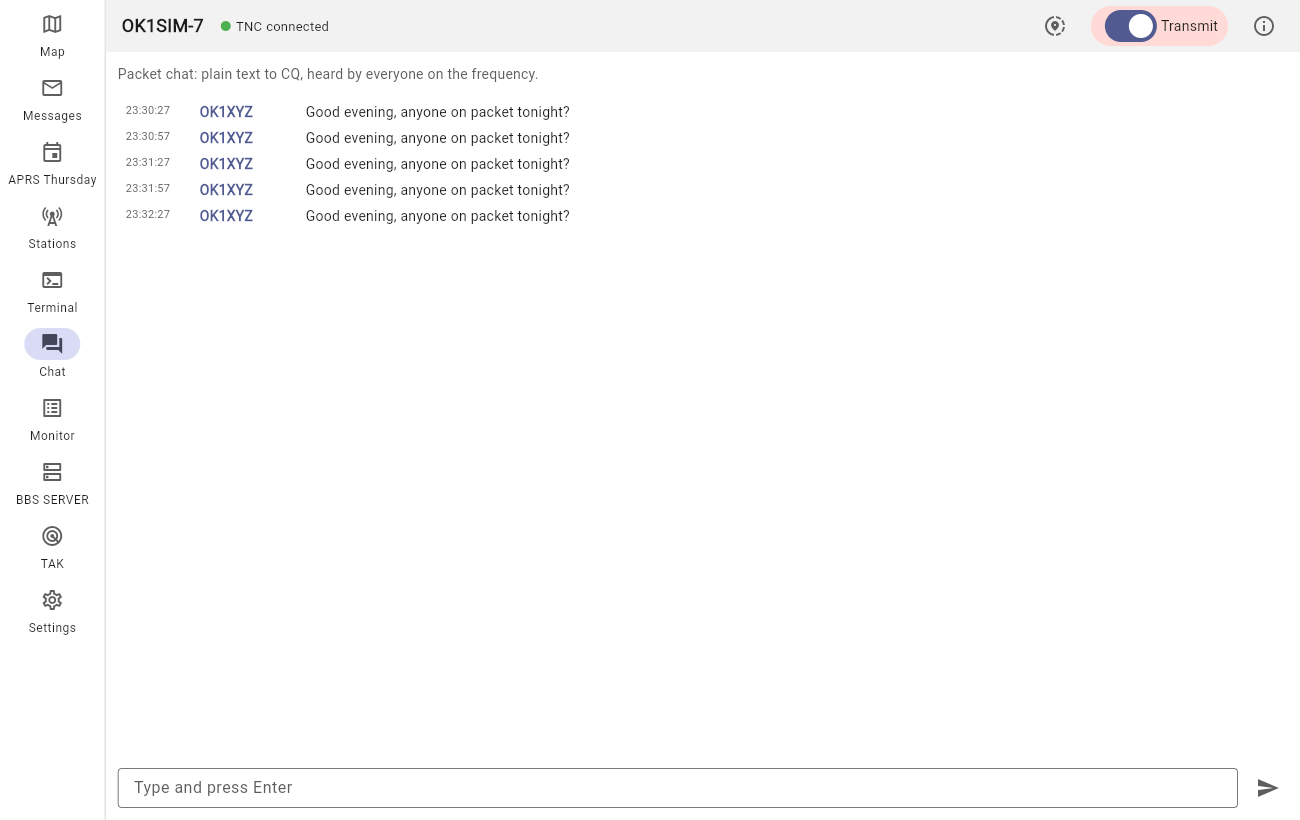 OK1SIM-7 TNC connected Transmit
Map
Messages
APRS Thursday
Stations
Terminal
Chat
Monitor
BBS SERVER
TAK
Settings
Packet chat: plain text to CQ, heard by everyone on the frequency.
23:30:27 OK1XYZ Good evening, anyone on packet tonight?
23:30:57 OK1XYZ Good evening, anyone on packet tonight?
23:31:27 OK1XYZ Good evening, anyone on packet tonight?
23:31:57 OK1XYZ Good evening, anyone on packet tonight?
23:32:27 OK1XYZ Good evening, anyone on packet tonight?
Type and press Enter